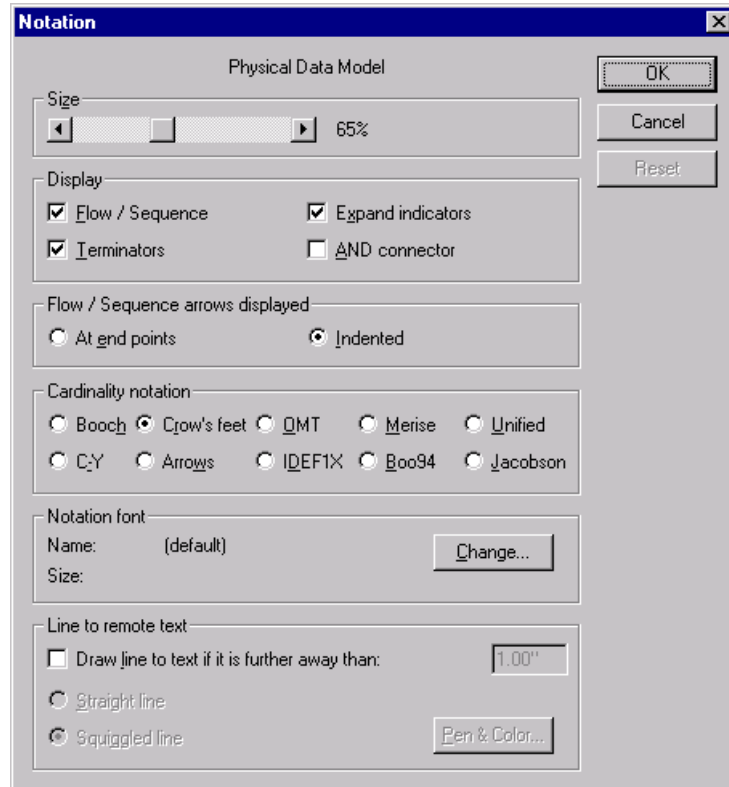 Notation
Physical Data Model
OK
Size
65%
Cancel
Reset
Display
Flow / Sequence
Expand indicators
Terminators
AND connector
Flow / Sequence arrows displayed
At end points
Indented
Cardinality notation
Booch Crow's feet OMT Merise Unified
C-Y Arrows IDEF1X Boo94 Jacobson
Notation font
Name: (default)
Change...
Size:
Line to remote text
Draw line to text if it is further away than: 1.00"
Straight line
Squiggled line
Pen & Color...